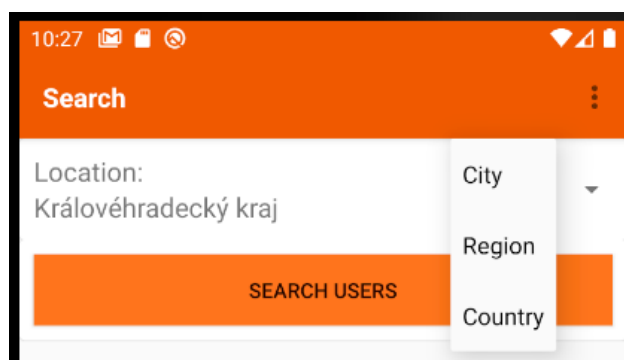 10:27
Search
Location:
Královéhradecký kraj
City
Region
Country
SEARCH USERS